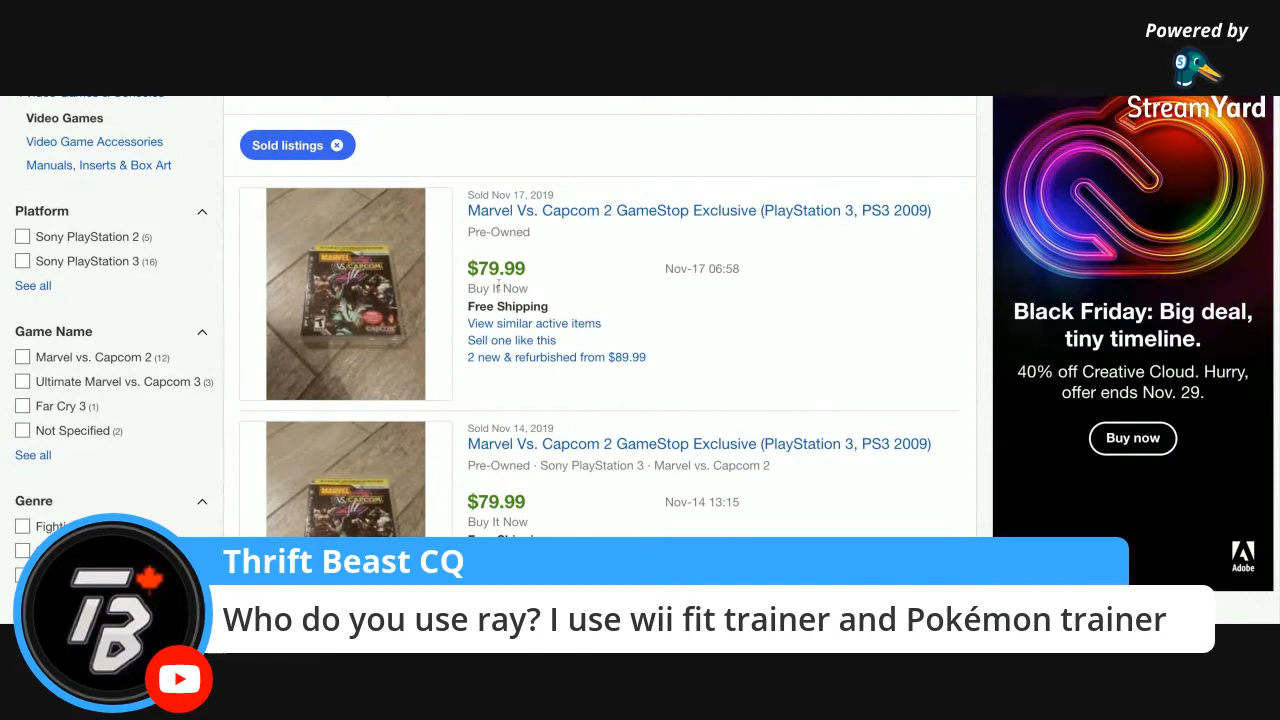 Powered by
StreamYard
Video Games
Video Game Accessories
Manuals, Inserts & Box Art
Platform
Sony PlayStation 2 (5)
Sony PlayStation 3 (16)
See all
Game Name
Marvel vs. Capcom 2 (12)
Ultimate Marvel vs. Capcom 3 (3)
Far Cry 3 (1)
Not Specified (2)
See all
Genre
Sold listings
Sold Nov 17, 2019
Marvel Vs. Capcom 2 GameStop Exclusive (PlayStation 3, PS3 2009)
Pre-Owned
$79.99
Nov-17 06:58
Buy It Now
Free Shipping
View similar active items
Sell one like this
2 new & refurbished from $89.99
MARVEL
VS. CAPCOM
CAPCOM
Sold Nov 14, 2019
Marvel Vs. Capcom 2 GameStop Exclusive (PlayStation 3, PS3 2009)
Pre-Owned · Sony PlayStation 3 · Marvel vs. Capcom 2
$79.99
Nov-14 13:15
Buy It Now
MARVEL
VS. CAPCOM
Black Friday: Big deal,
tiny timeline.
40% off Creative Cloud. Hurry,
offer ends Nov. 29.
Buy now
Adobe
TB
Thrift Beast CQ
Who do you use ray? I use wii fit trainer and Pokémon trainer